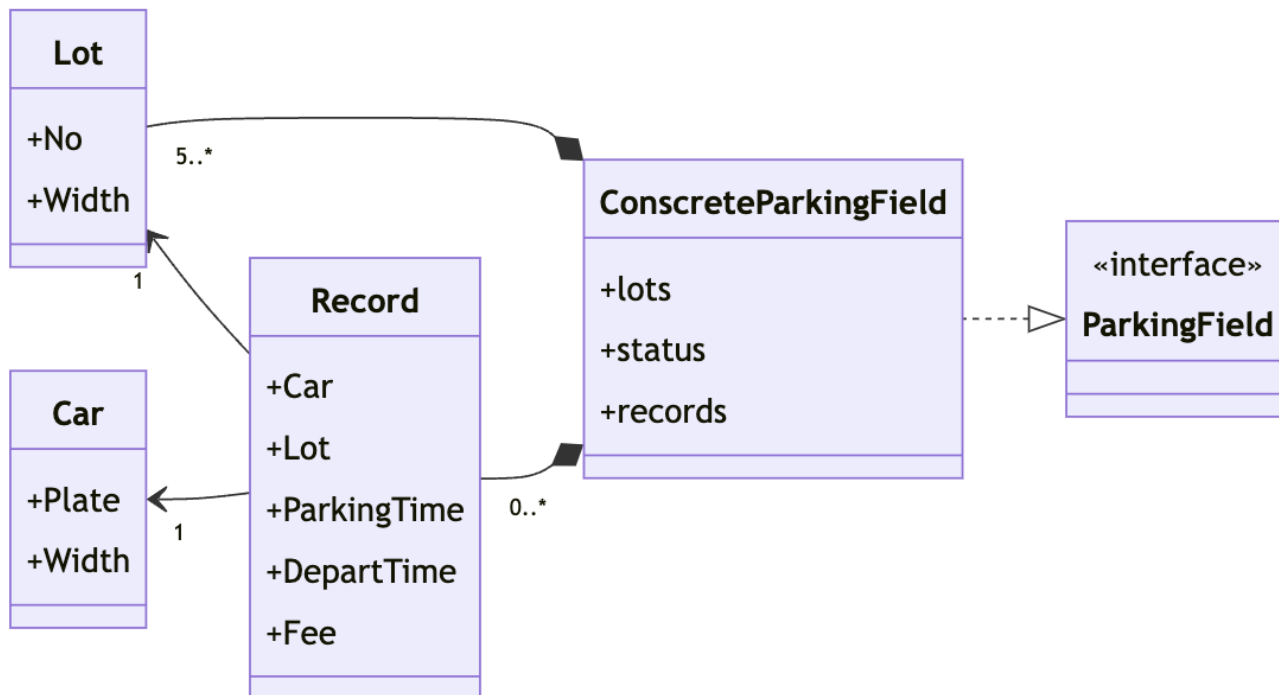 Lot
+No
+Width
5..*
1
Car
+Plate
+Width
1
Record
+Car
+Lot
+ParkingTime
+DepartTime
+Fee
0..*
ConscreteParkingField
+lots
+status
+records
«interface»
ParkingField